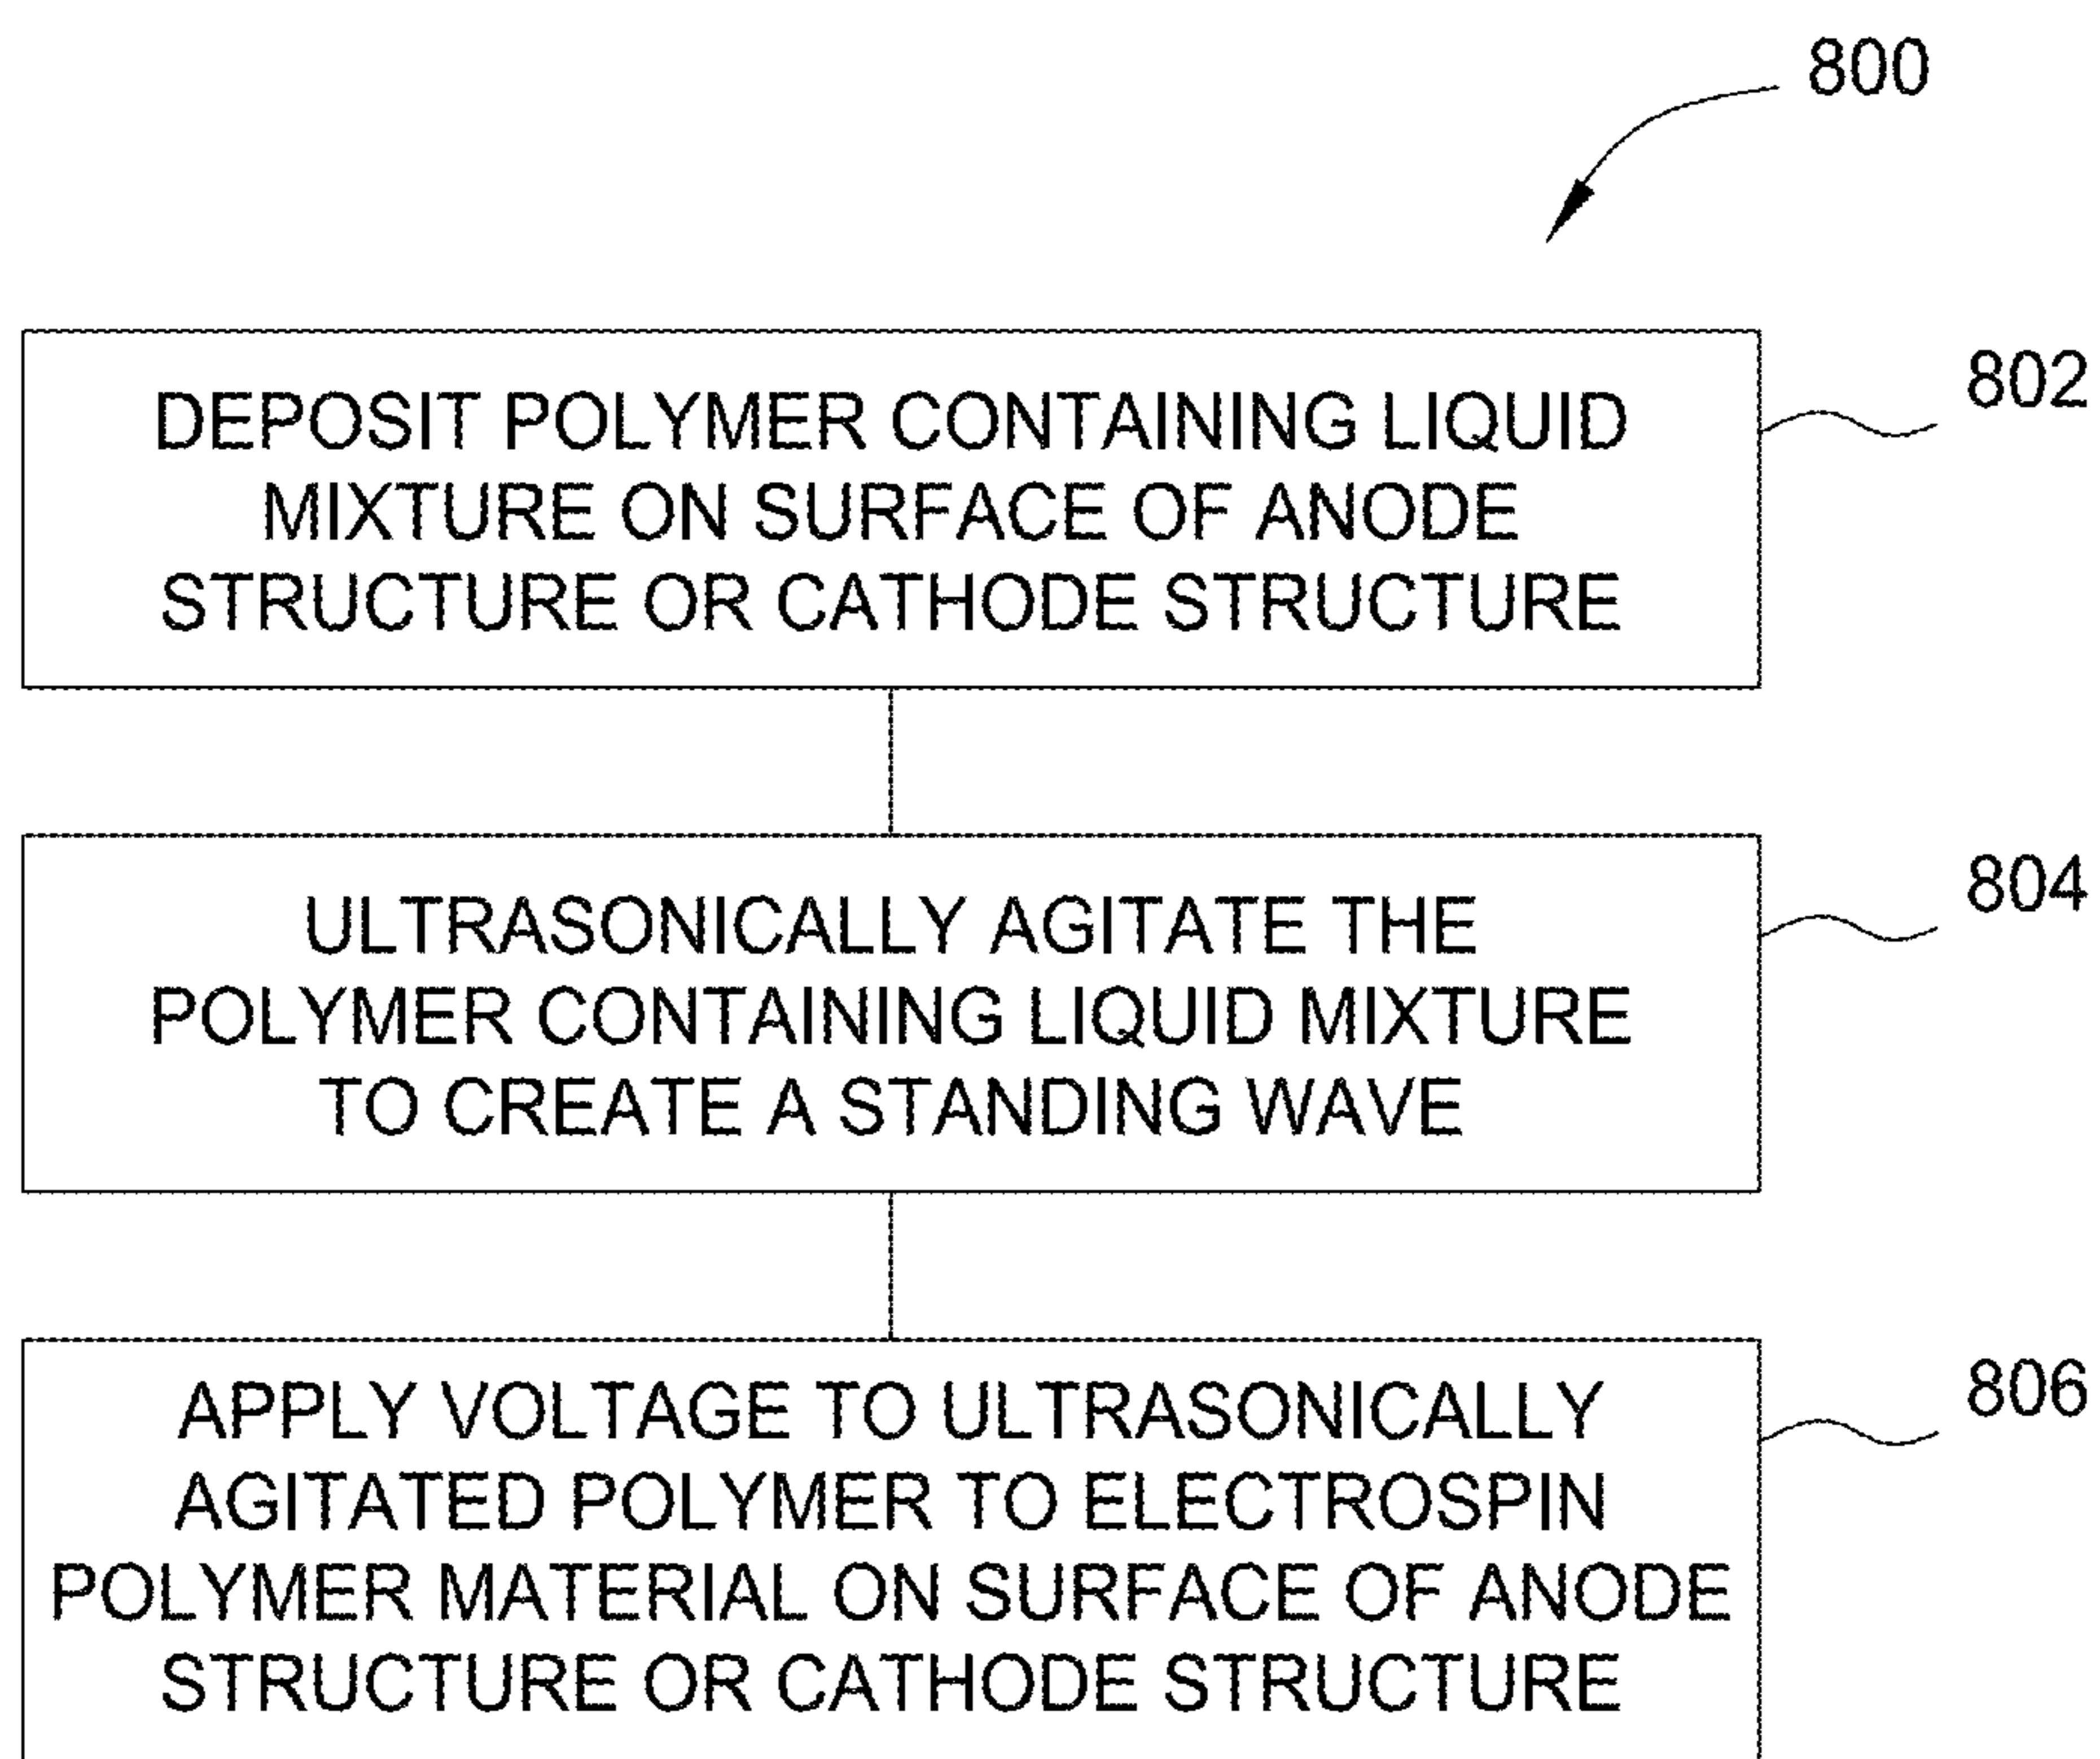 800
DEPOSIT POLYMER CONTAINING LIQUID
MIXTURE ON SURFACE OF ANODE
STRUCTURE OR CATHODE STRUCTURE
802
ULTRASONICALLY AGITATE THE
POLYMER CONTAINING LIQUID MIXTURE
TO CREATE A STANDING WAVE
804
APPLY VOLTAGE TO ULTRASONICALLY
AGITATED POLYMER TO ELECTROSPIN
POLYMER MATERIAL ON SURFACE OF ANODE
STRUCTURE OR CATHODE STRUCTURE
806